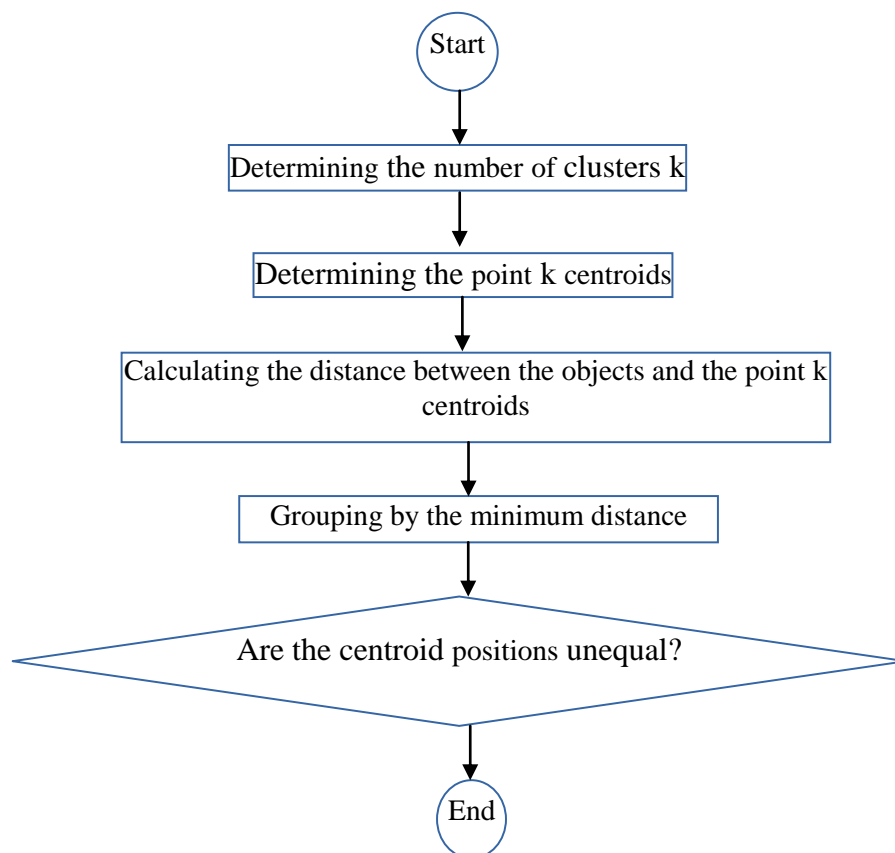 Start
Determining the number of clusters k
Determining the point k centroids
Calculating the distance between the objects and the point k
centroids
Grouping by the minimum distance
Are the centroid positions unequal?
End